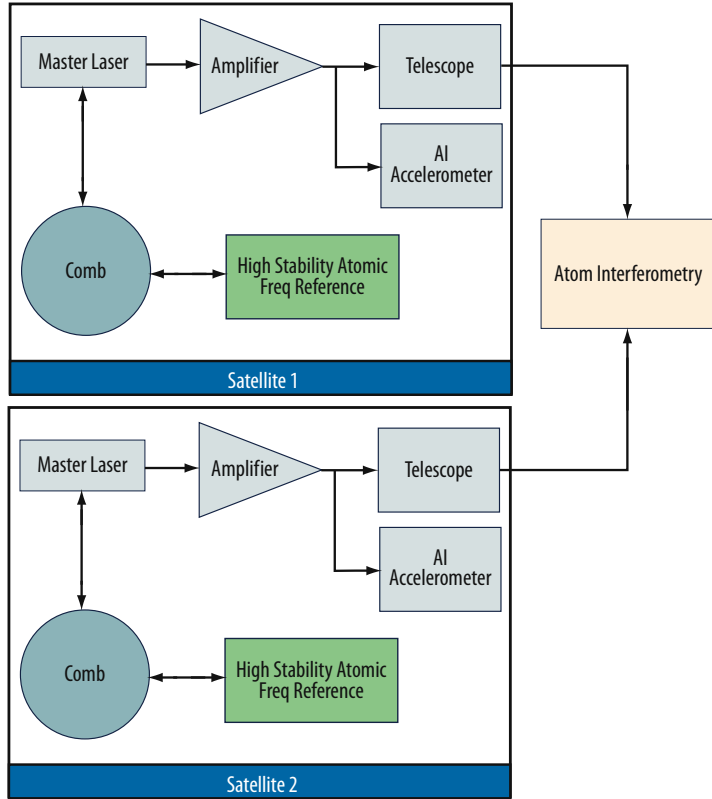 Master Laser
Amplifier
Telescope
AI
Accelerometer
Comb
High Stability Atomic
Freq Reference
Satellite 1
Atom Interferometry
Master Laser
Amplifier
Telescope
AI
Accelerometer
Comb
High Stability Atomic
Freq Reference
Satellite 2